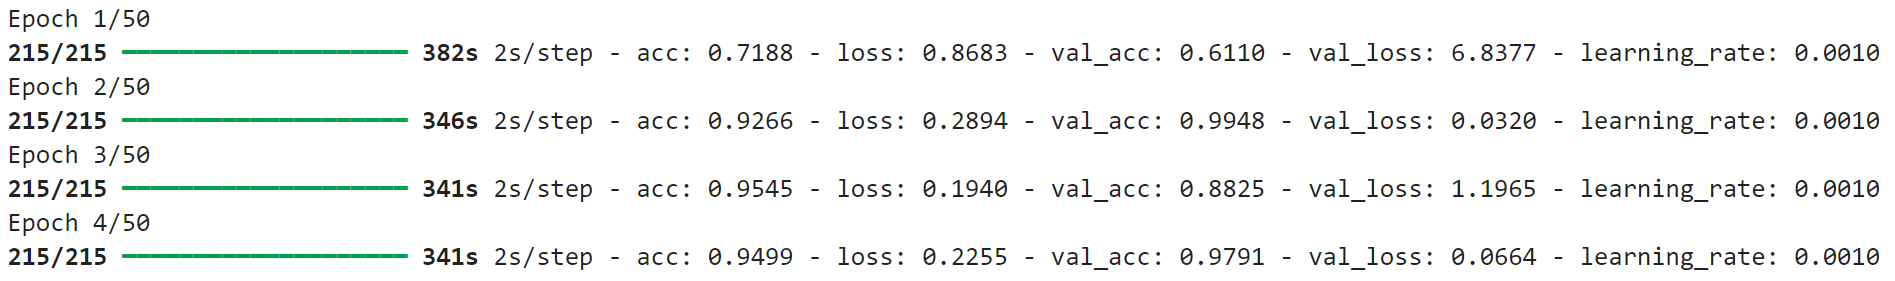 Epoch 1/50
215/215 ━━━━━━━━━━━━━━━━━━━━ 382s 2s/step - acc: 0.7188 - loss: 0.8683 - val_acc: 0.6110 - val_loss: 6.8377 - learning_rate: 0.0010
Epoch 2/50
215/215 ━━━━━━━━━━━━━━━━━━━━ 346s 2s/step - acc: 0.9266 - loss: 0.2894 - val_acc: 0.9948 - val_loss: 0.0320 - learning_rate: 0.0010
Epoch 3/50
215/215 ━━━━━━━━━━━━━━━━━━━━ 341s 2s/step - acc: 0.9545 - loss: 0.1940 - val_acc: 0.8825 - val_loss: 1.1965 - learning_rate: 0.0010
Epoch 4/50
215/215 ━━━━━━━━━━━━━━━━━━━━ 341s 2s/step - acc: 0.9499 - loss: 0.2255 - val_acc: 0.9791 - val_loss: 0.0664 - learning_rate: 0.0010